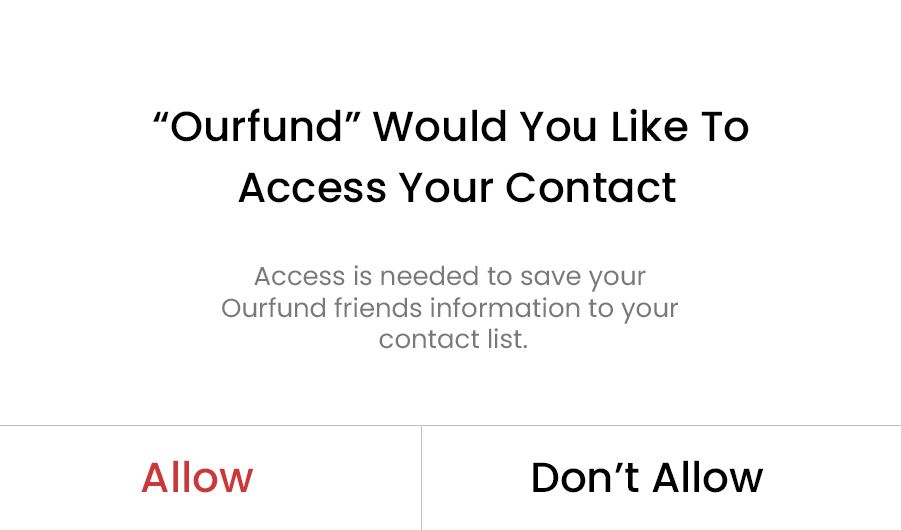 “Ourfund” Would You Like To
Access Your Contact
Access is needed to save your
Ourfund friends information to your
contact list.
Allow
Don’t Allow